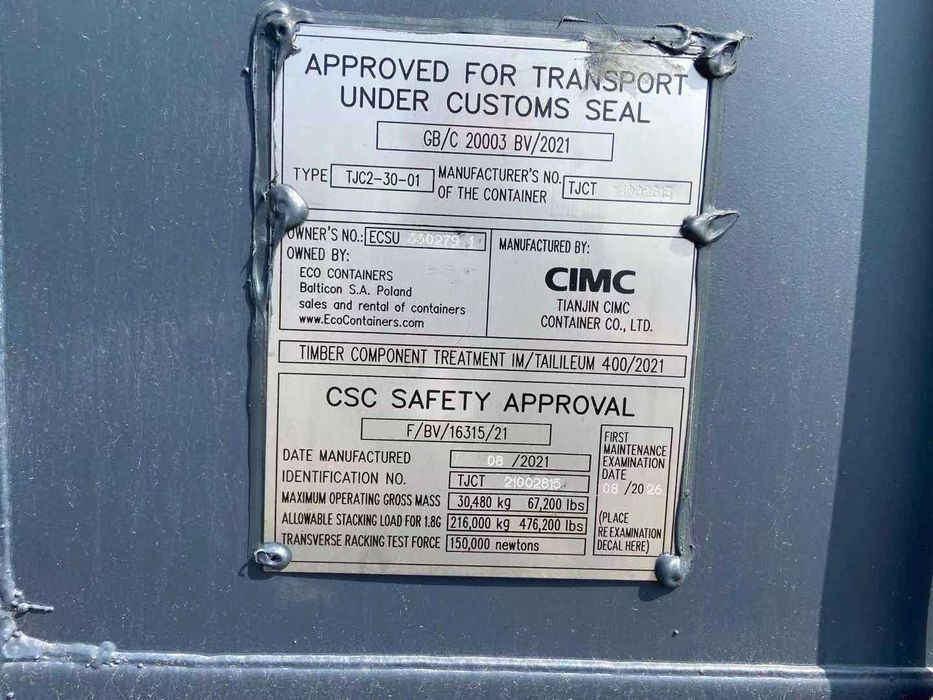 APPROVED FOR TRANSPORT
UNDER CUSTOMS SEAL
GB/C 20003 BV/2021
TYPE TJC2-30-01
MANUFACTURER'S NO.
OF THE CONTAINER
TJCT 21002815
OWNER'S NO.: ECSU
OWNED BY:
ECO CONTAINERS
Balticon S.A. Poland
sales and rental of containers
www.EcoContainers.com
MANUFACTURED BY:
CIMC
TIANJIN CIMC
CONTAINER CO., LTD.
TIMBER COMPONENT TREATMENT IM/TAILILEUM 400/2021
CSC SAFETY APPROVAL
F/BV/16315/21
DATE MANUFACTURED 08 /2021
IDENTIFICATION NO. TJCT 21002815
MAXIMUM OPERATING GROSS MASS 30,480 kg 67,200 lbs
ALLOWABLE STACKING LOAD FOR 1.8G 216,000 kg 476,200 lbs
TRANSVERSE RACKING TEST FORCE 150,000 newtons
FIRST
MAINTENANCE
EXAMINATION
DATE
08 /2026
(PLACE
REEXAMINATION
DECAL HERE)